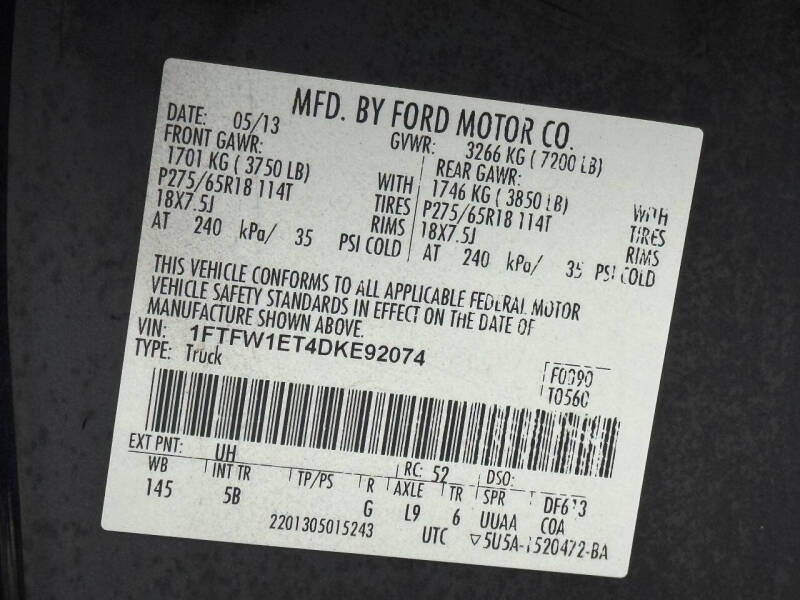 MFD. BY FORD MOTOR CO.
DATE: 05/13 GVWR: 3266 KG ( 7200 LB)
FRONT GAWR: REAR GAWR:
1701 KG ( 3750 LB) WITH 1746 KG ( 3850 LB) WITH
P275/65R18 114T TIRES P275/65R18 114T TIRES
18X7.5J RIMS 18X7.5J RIMS
AT 240 kPa/ 35 PSI COLD AT 240 kPa/ 35 PSI COLD
THIS VEHICLE CONFORMS TO ALL APPLICABLE FEDERAL MOTOR
VEHICLE SAFETY STANDARDS IN EFFECT ON THE DATE OF
MANUFACTURE SHOWN ABOVE.
VIN: 1FTFW1ET4DKE92074
TYPE: Truck
F0090
T0560
EXT PNT: UH RC: 52 DSO:
WB INT TR TP/PS R AXLE TR SPR DF613
145 5B G L9 6 UUAA COA
2201305015243 UTC ▽5U5A-1520472-BA